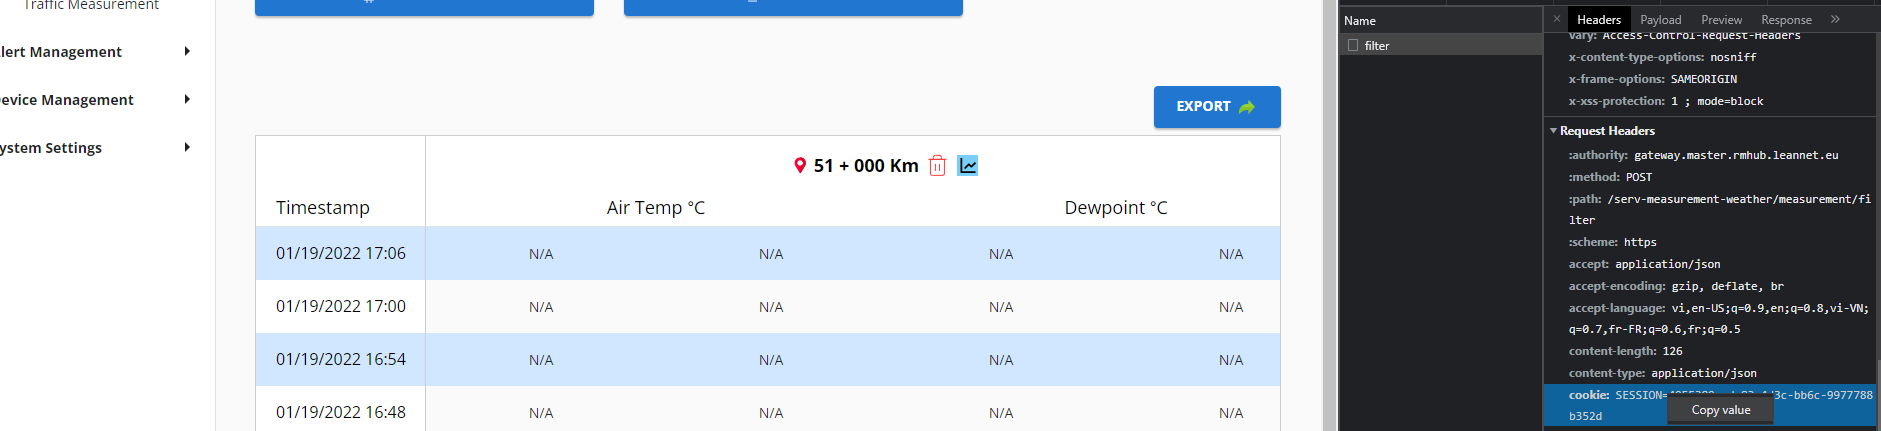 Traffic Measurement
lert Management
evice Management
ystem Settings
EXPORT
51 + 000 Km
Timestamp Air Temp °C Dewpoint °C
01/19/2022 17:06 N/A N/A N/A N/A
01/19/2022 17:00 N/A N/A N/A N/A
01/19/2022 16:54 N/A N/A N/A N/A
01/19/2022 16:48 N/A N/A N/A N/A
Name
filter
× Headers Payload Preview Response »
vary: Access-Control-Request-Headers
x-content-type-options: nosniff
x-frame-options: SAMEORIGIN
x-xss-protection: 1 ; mode=block
Request Headers
:authority: gateway.master.rmhub.leannet.eu
:method: POST
:path: /serv-measurement-weather/measurement/fi
lter
:scheme: https
accept: application/json
accept-encoding: gzip, deflate, br
accept-language: vi,en-US;q=0.9,en;q=0.8,vi-VN;
q=0.7,fr-FR;q=0.6,fr;q=0.5
content-length: 126
content-type: application/json
cookie: SESSION= -bb6c-9977788
b352d
Copy value